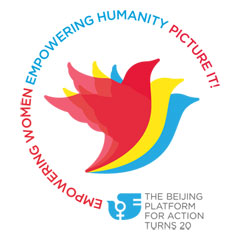 EMPOWERING WOMEN EMPOWERING HUMANITY PICTURE IT!
THE BEIJING
PLATFORM
FOR ACTION
TURNS 20